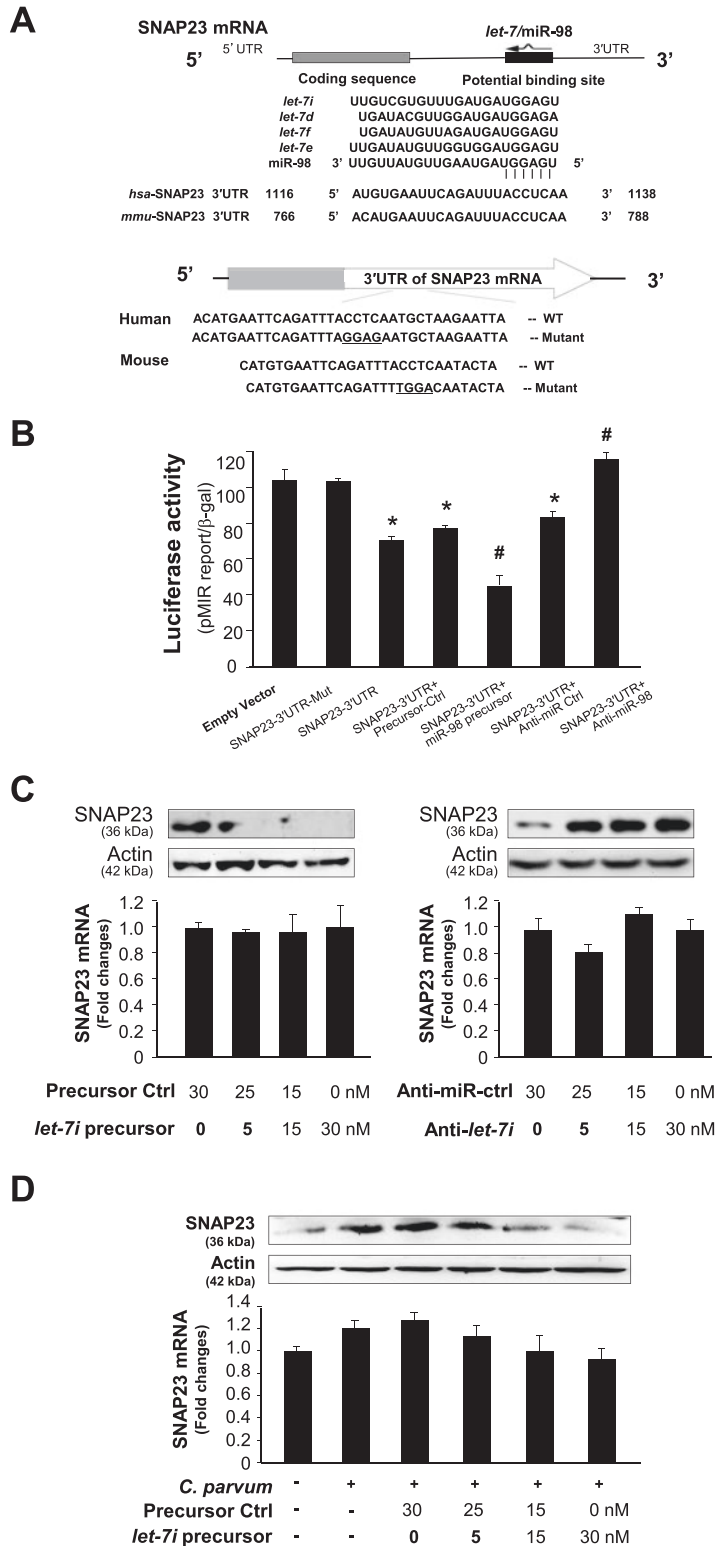 A
SNAP23 mRNA
let-7/miR-98
5′ 5′ UTR 3′UTR 3′
Coding sequence Potential binding site
let-7i UUGUCGUGUUUGAUGAUGGAGU
let-7d UGAUACGUUGGAUGAUGGAGA
let-7f UGAUAUGUUAGAUGAUGGAGU
let-7e UUGAUAUGUUGGUGGAUGGAGU
miR-98 3′ UUGUUAUGUUGAAUGAUGGAGU 5′
hsa-SNAP23 3′UTR 1116 5′ AUGUGAAUUCAGAUUUACCUCAA 3′ 1138
mmu-SNAP23 3′UTR 766 5′ ACAUGAAUUCAGAUUUACCUCAA 3′ 788
5′ 3′UTR of SNAP23 mRNA 3′
Human ACATGAATTCAGATTTACCTCAATGCTAAGAATTA -- WT
ACATGAATTCAGATTTAGGAGAATGCTAAGAATTA -- Mutant
Mouse CATGTGAATTCAGATTTACCTCAATACTA -- WT
CATGTGAATTCAGATTTTGGACAATACTA -- Mutant
B
Luciferase activity
(pMIR report/β-gal)
120
100
80
60
40
20
0
* * # * #
Empty Vector
SNAP23-3′UTR-Mut
SNAP23-3′UTR
SNAP23-3′UTR+
Precursor-Ctrl
SNAP23-3′UTR+
miR-98 precursor
SNAP23-3′UTR+
Anti-miR Ctrl
SNAP23-3′UTR+
Anti-miR-98
C
SNAP23
(36 kDa)
Actin
(42 kDa)
SNAP23 mRNA
(Fold changes)
1.2
1.0
0.8
0.6
0.4
0.2
0
Precursor Ctrl 30 25 15 0 nM
let-7i precursor 0 5 15 30 nM
SNAP23
(36 kDa)
Actin
(42 kDa)
SNAP23 mRNA
(Fold changes)
1.2
1.0
0.8
0.6
0.4
0.2
0
Anti-miR-ctrl 30 25 15 0 nM
Anti-let-7i 0 5 15 30 nM
D
SNAP23
(36 kDa)
Actin
(42 kDa)
SNAP23 mRNA
(Fold changes)
1.4
1.2
1.0
0.8
0.6
0.4
0.2
0
C. parvum - + + + + +
Precursor Ctrl - - 30 25 15 0 nM
let-7i precursor - - 0 5 15 30 nM